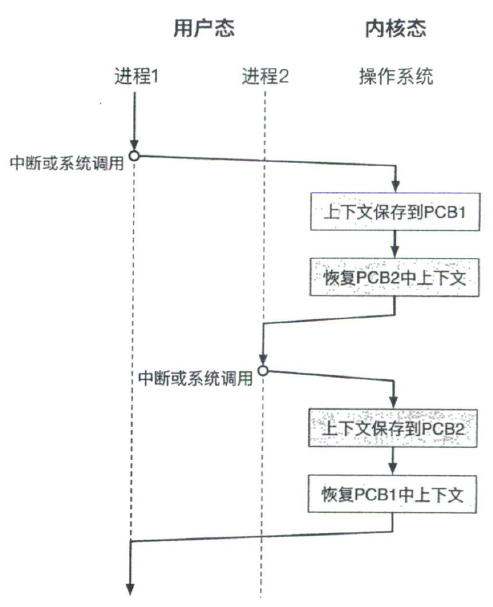 用户态 内核态
进程1 进程2 操作系统
中断或系统调用
上下文保存到PCB1
恢复PCB2中上下文
中断或系统调用
上下文保存到PCB2
恢复PCB1中上下文